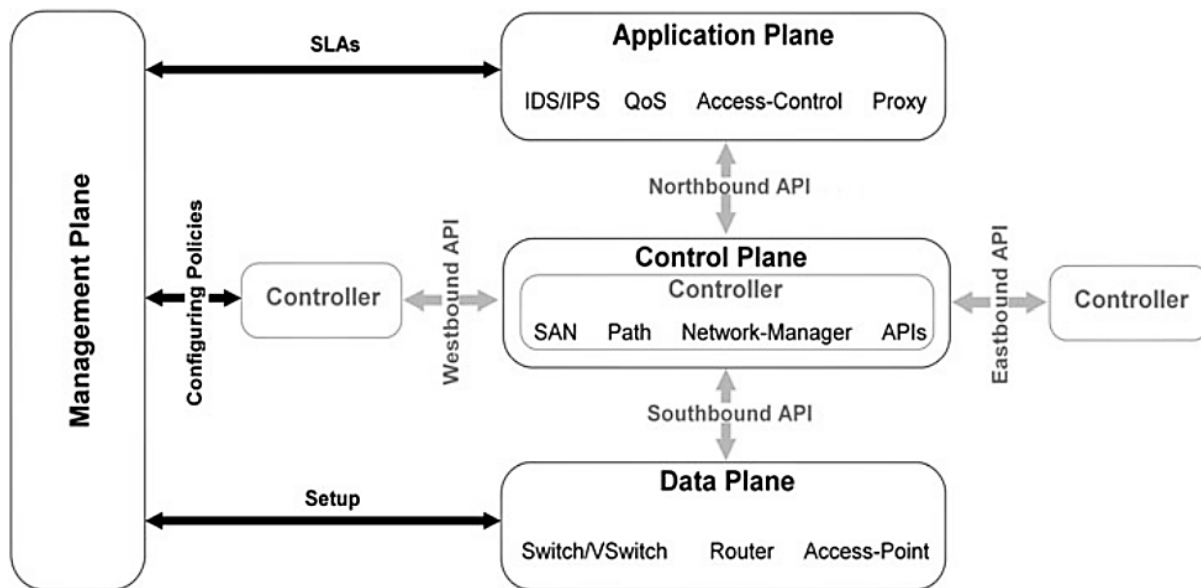 Management Plane
SLAs
Application Plane
IDS/IPS QoS Access-Control Proxy
Northbound API
Configuring Policies
Controller
Westbound API
Control Plane
Controller
SAN Path Network-Manager APIs
Eastbound API
Controller
Southbound API
Setup
Data Plane
Switch/VSwitch Router Access-Point